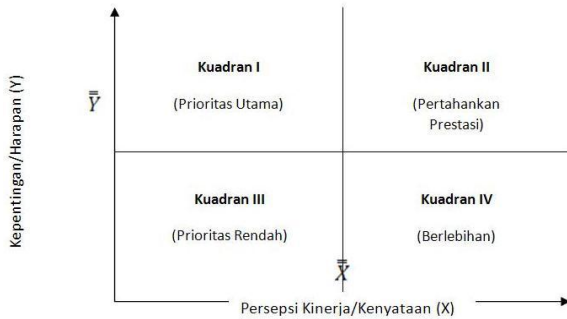 Kepentingan/Harapan (Y)
Y̿
Kuadran I
(Prioritas Utama)
Kuadran II
(Pertahankan
Prestasi)
Kuadran III
(Prioritas Rendah)
Kuadran IV
(Berlebihan)
X̿
Persepsi Kinerja/Kenyataan (X)